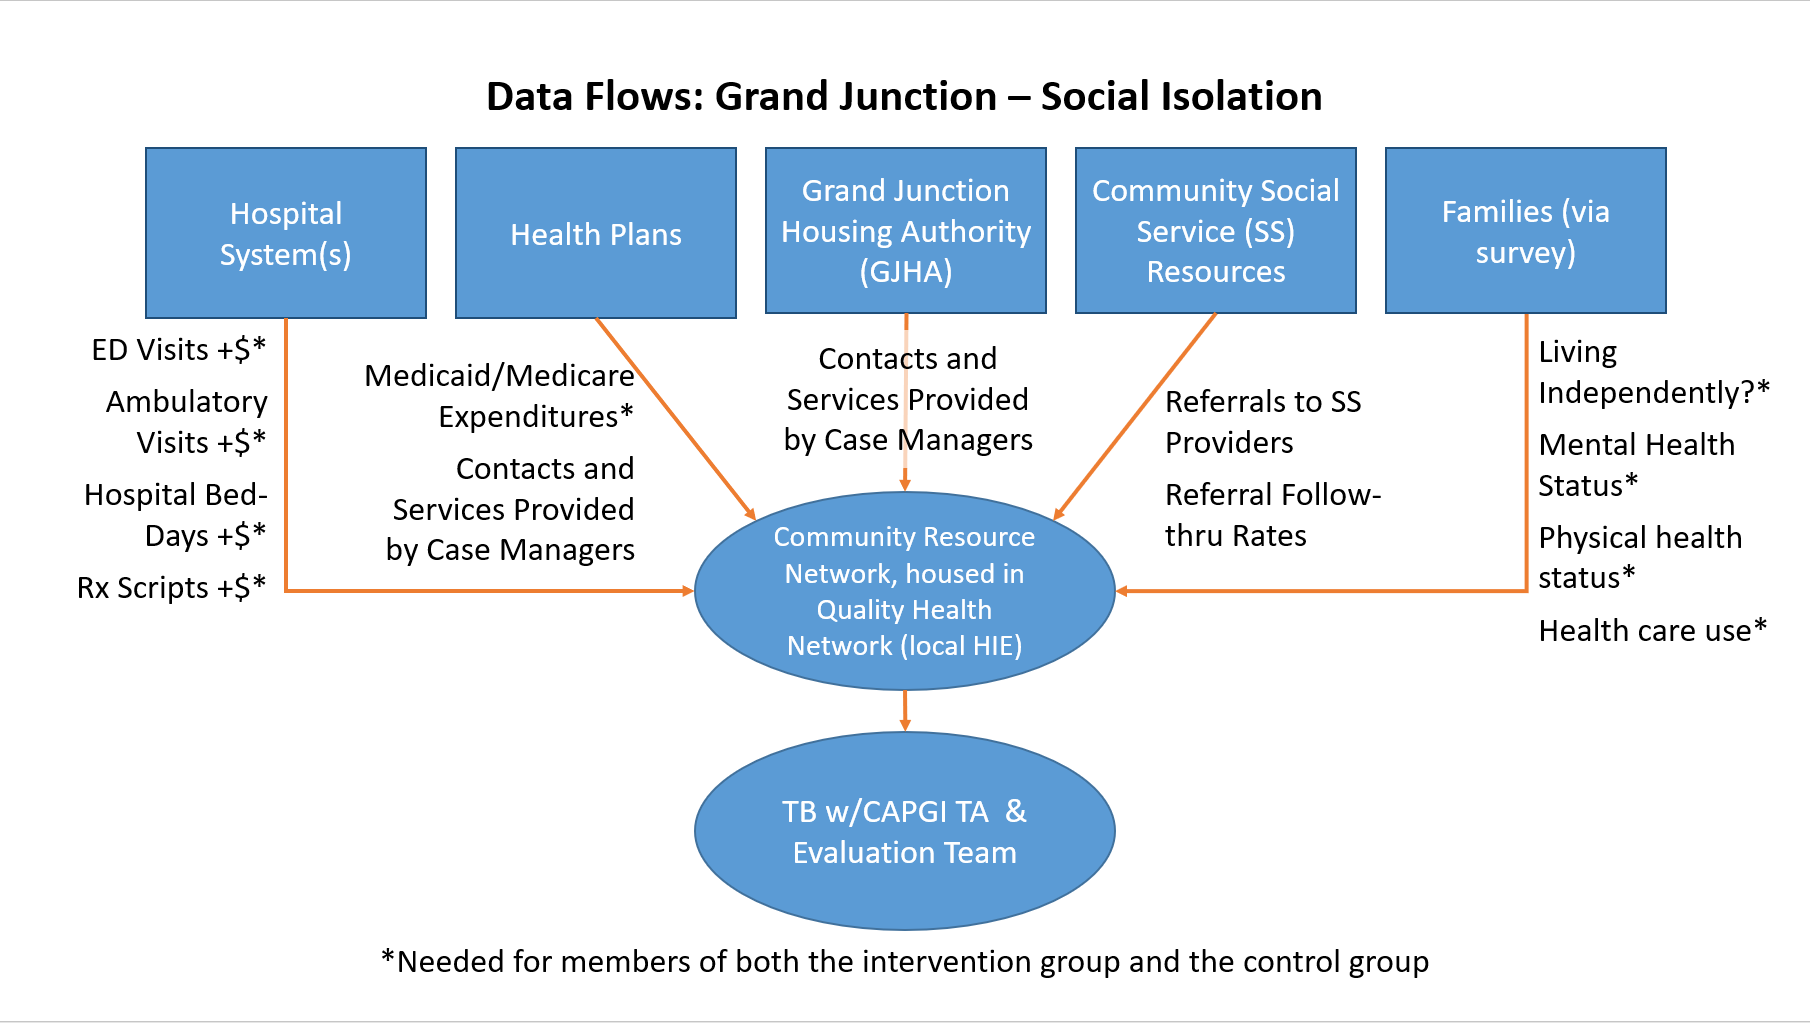 Data Flows: Grand Junction – Social Isolation
Hospital
System(s)
Health Plans
Grand Junction
Housing Authority
(GJHA)
Community Social
Service (SS)
Resources
Families (via
survey)
ED Visits +$*
Ambulatory
Visits +$*
Hospital Bed-
Days +$*
Rx Scripts +$*
Medicaid/Medicare
Expenditures*
Contacts and
Services Provided
by Case Managers
Contacts and
Services Provided
by Case Managers
Referrals to SS
Providers
Referral Follow-
thru Rates
Living
Independently?*
Mental Health
Status*
Physical health
status*
Health care use*
Community Resource
Network, housed in
Quality Health
Network (local HIE)
TB w/CAPGI TA  &
Evaluation Team
*Needed for members of both the intervention group and the control group